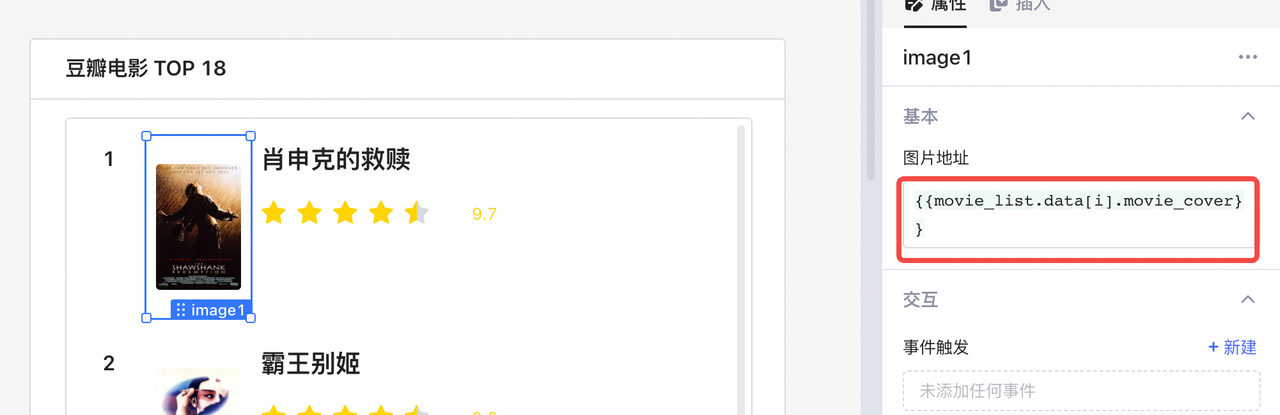 属性
插入
豆瓣电影 TOP 18
image1
基本
图片地址
{{movie_list.data[i].movie_cover}
}
1
肖申克的救赎
9.7
SHAWSHANK
REDEMPTION
image1
交互
事件触发
+ 新建
未添加任何事件
2
霸王别姬